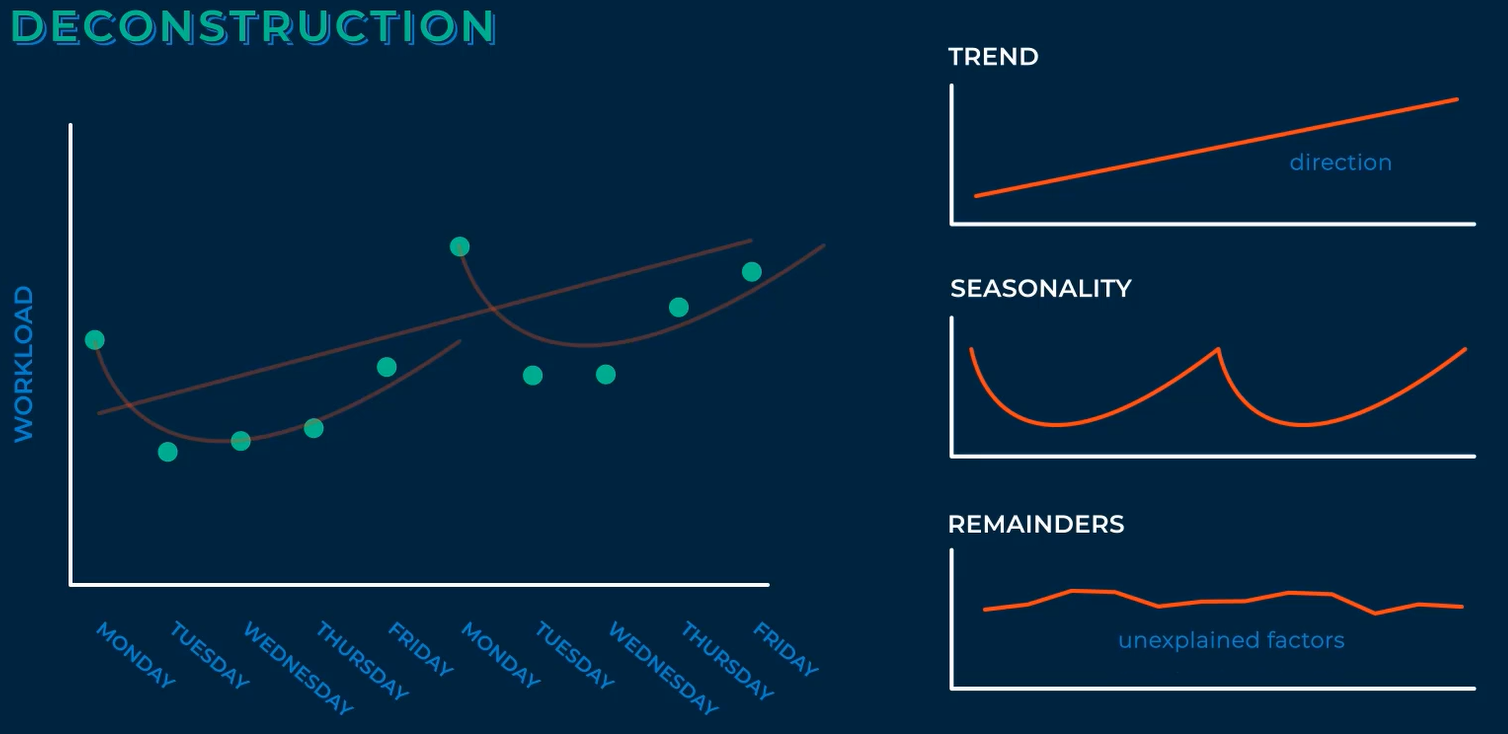 DECONSTRUCTION
WORKLOAD
MONDAY
TUESDAY
WEDNESDAY
THURSDAY
FRIDAY
MONDAY
TUESDAY
WEDNESDAY
THURSDAY
FRIDAY
TREND
direction
SEASONALITY
REMAINDERS
unexplained factors